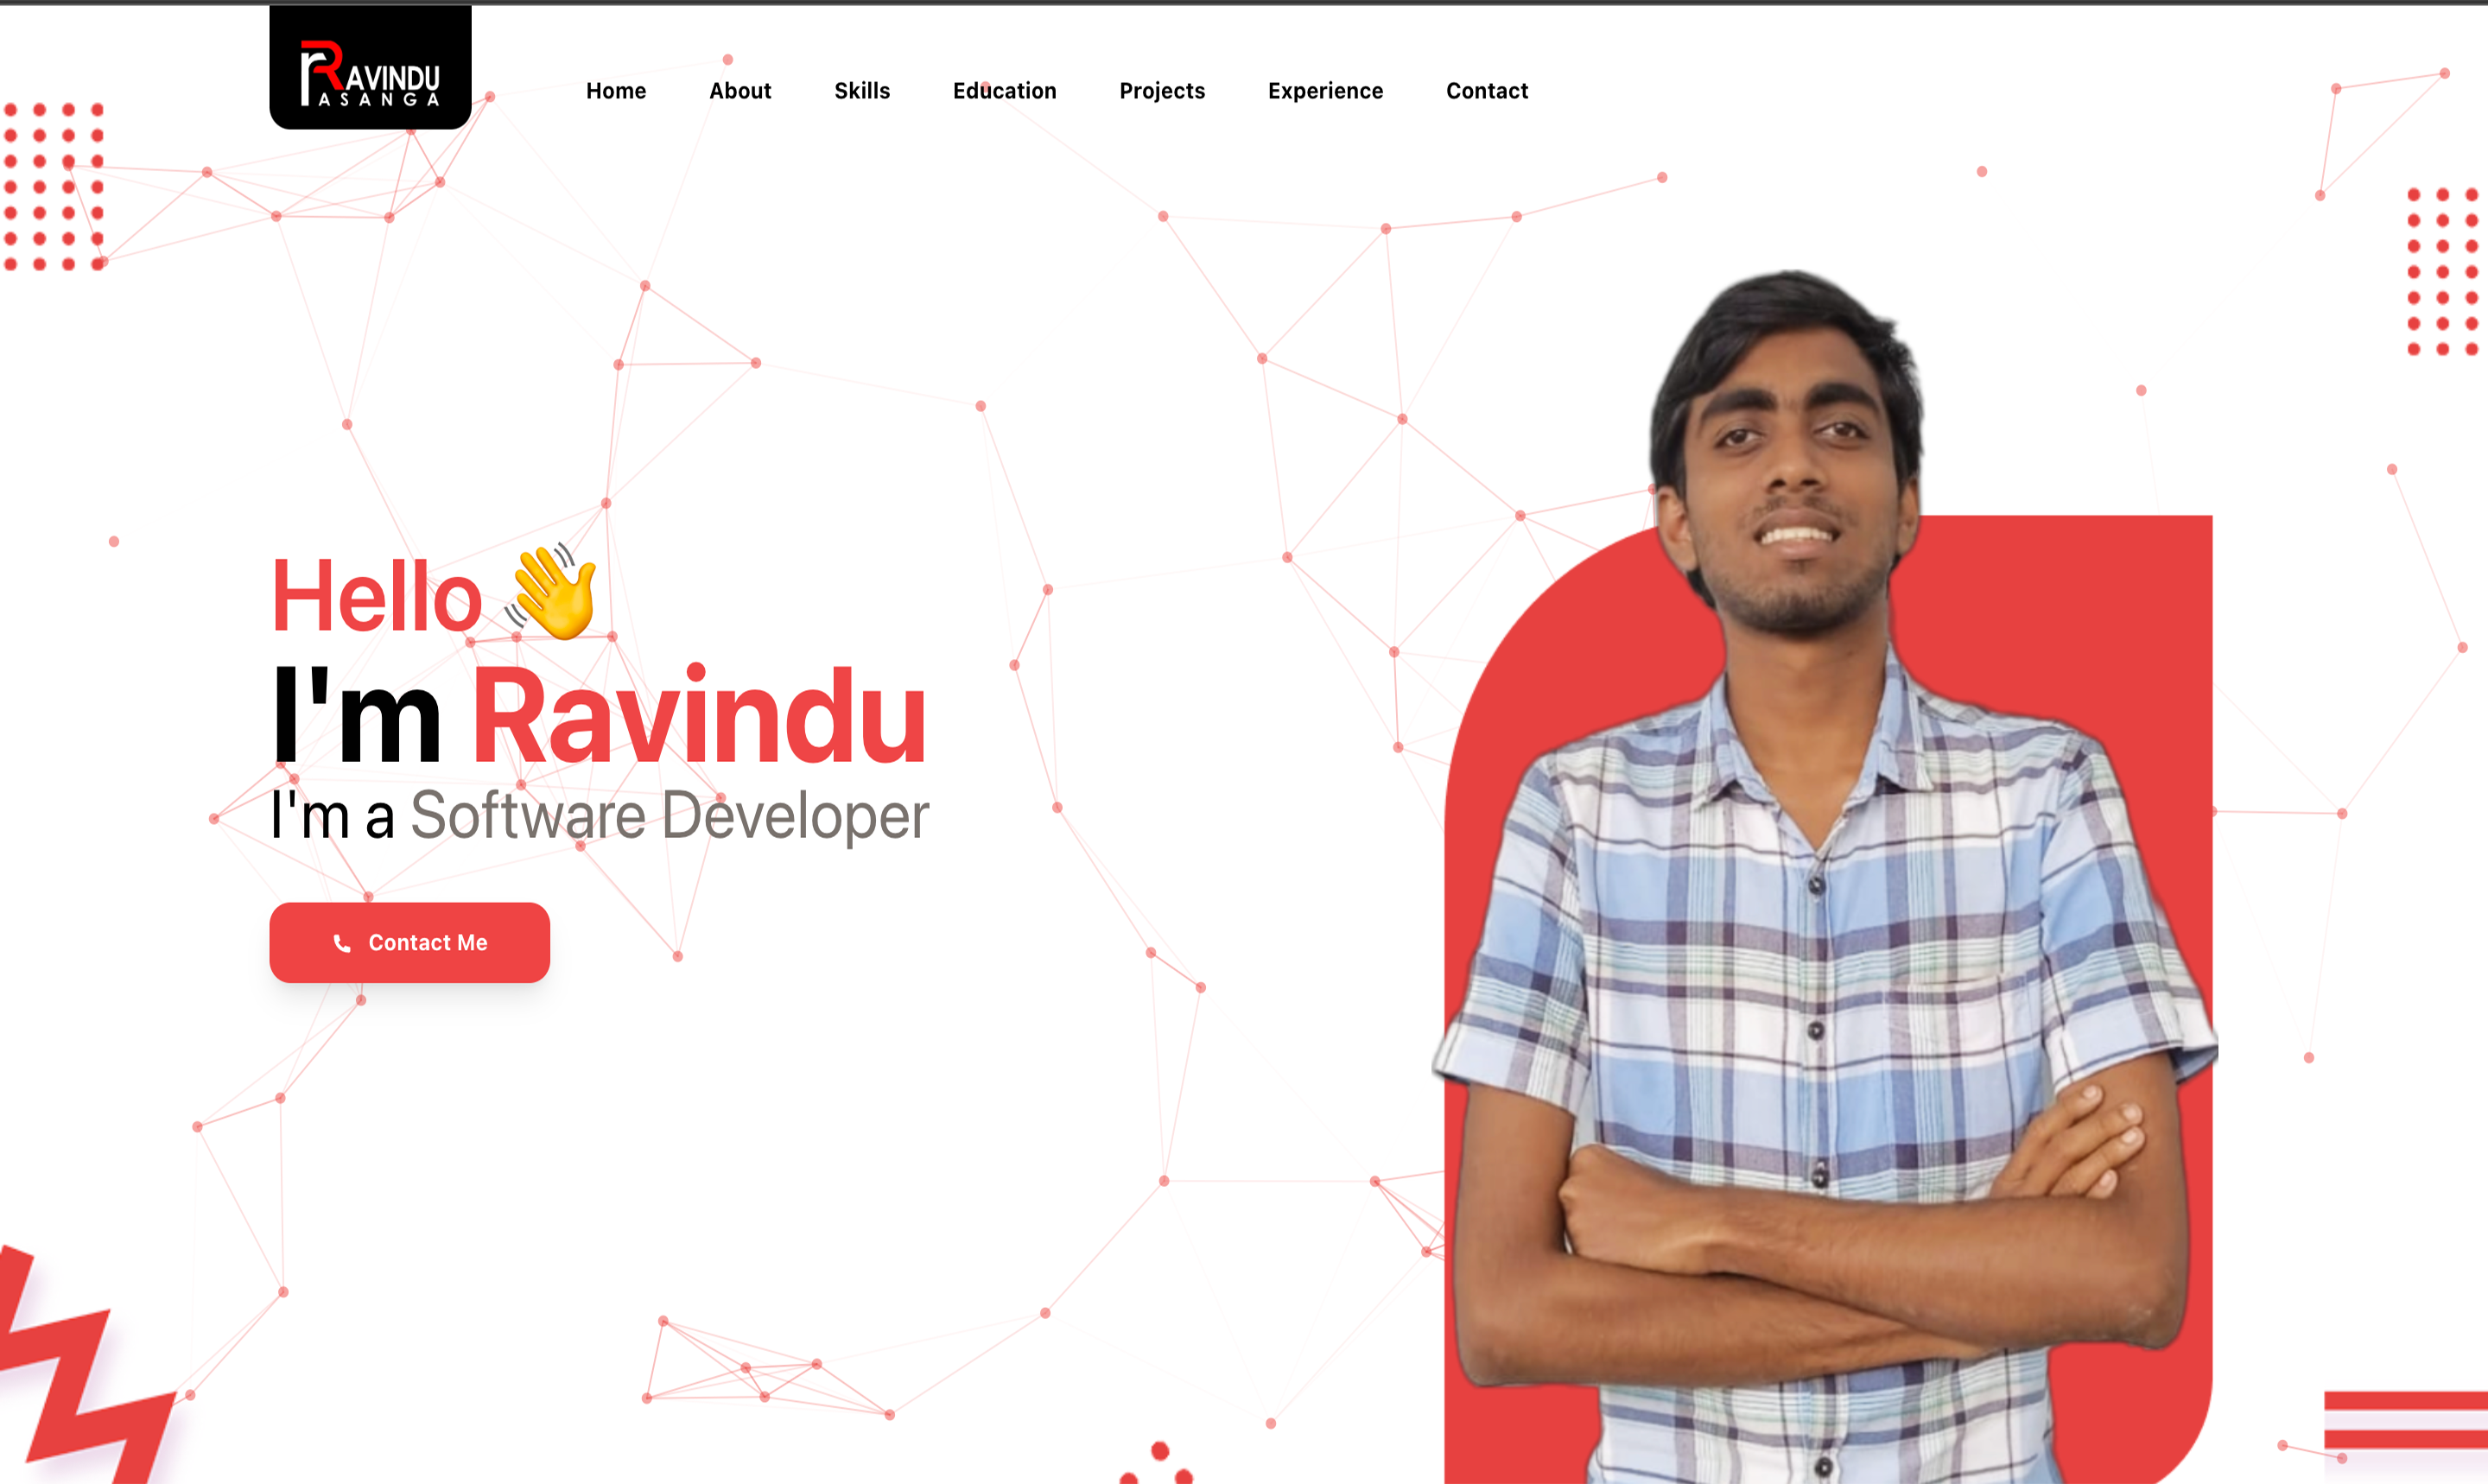 RAVINDU
ASANGA
Home About Skills Education Projects Experience Contact
Hello 👋
I'm Ravindu
I'm a Software Developer
Contact Me